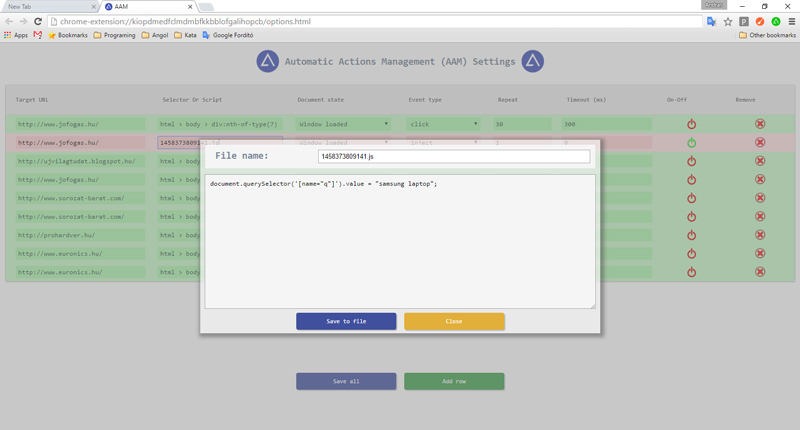 New Tab
AAM
Andras
chrome-extension://kiopdmedfclmdmbfkkbblofgalihopcb/options.html
Apps Bookmarks Programing Angol Kata Google Fordító Other bookmarks
Automatic Actions Management (AAM) Settings
Target URL Selector Or Script Document state Event type Repeat Timeout (ms) On-Off Remove
http://www.jofogas.hu/ html > body > div:nth-of-type(7) Window loaded click 30 300
http://www.jofogas.hu/ 1458373809141.js Window loaded inject
File name: 1458373809141.js
http://ujvilagtudat.blogspot.hu/ html > body
document.querySelector('[name="q"]').value = "samsung laptop";
http://www.jofogas.hu/ html > body
http://www.sorozat-barat.com/ html > body
http://www.sorozat-barat.com/ html > body
http://prohardver.hu/ html > body
http://www.euronics.hu/ html > body
http://www.euronics.hu/ html > body
Save to file Close
Save all Add row